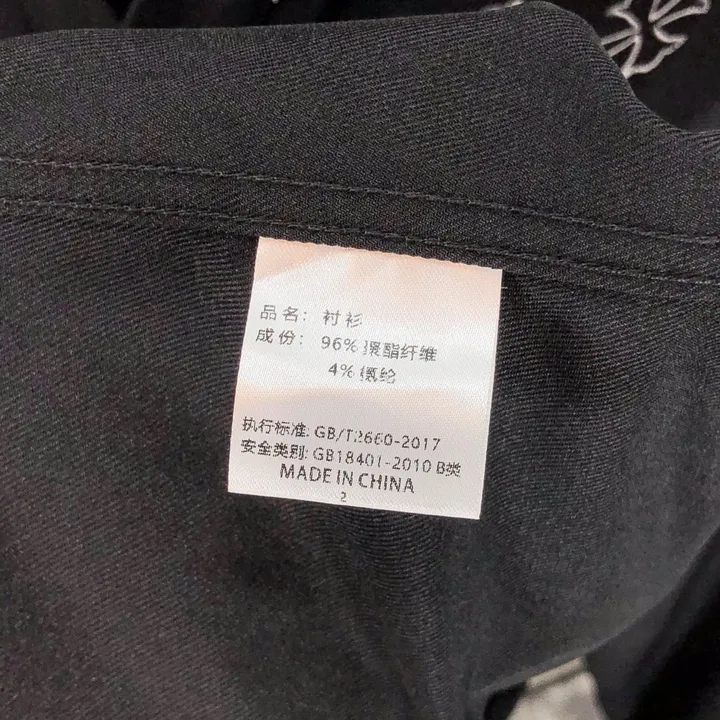 品名：衬衫
成份：96%聚酯纤维
4%氨纶
执行标准：GB/T2660-2017
安全类别：GB18401-2010 B类
MADE IN CHINA
2